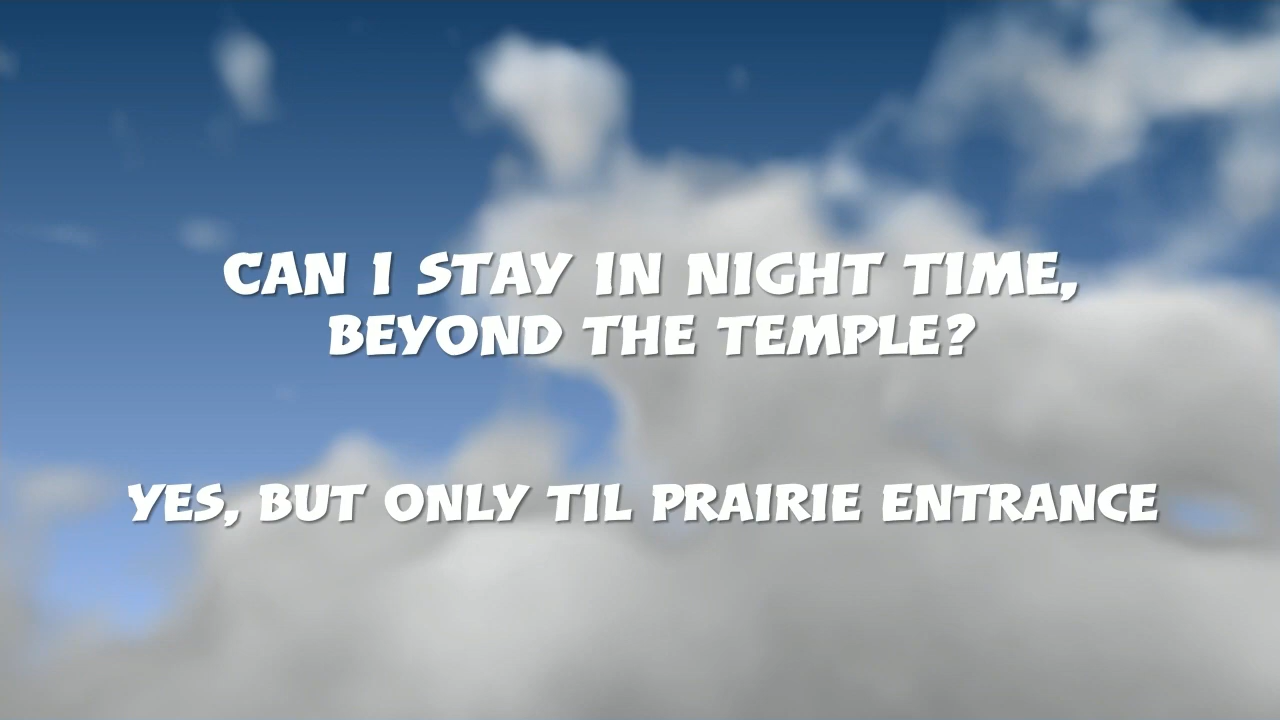 CAN I STAY IN NIGHT TIME,
BEYOND THE TEMPLE?
YES, BUT ONLY TIL PRAIRIE ENTRANCE